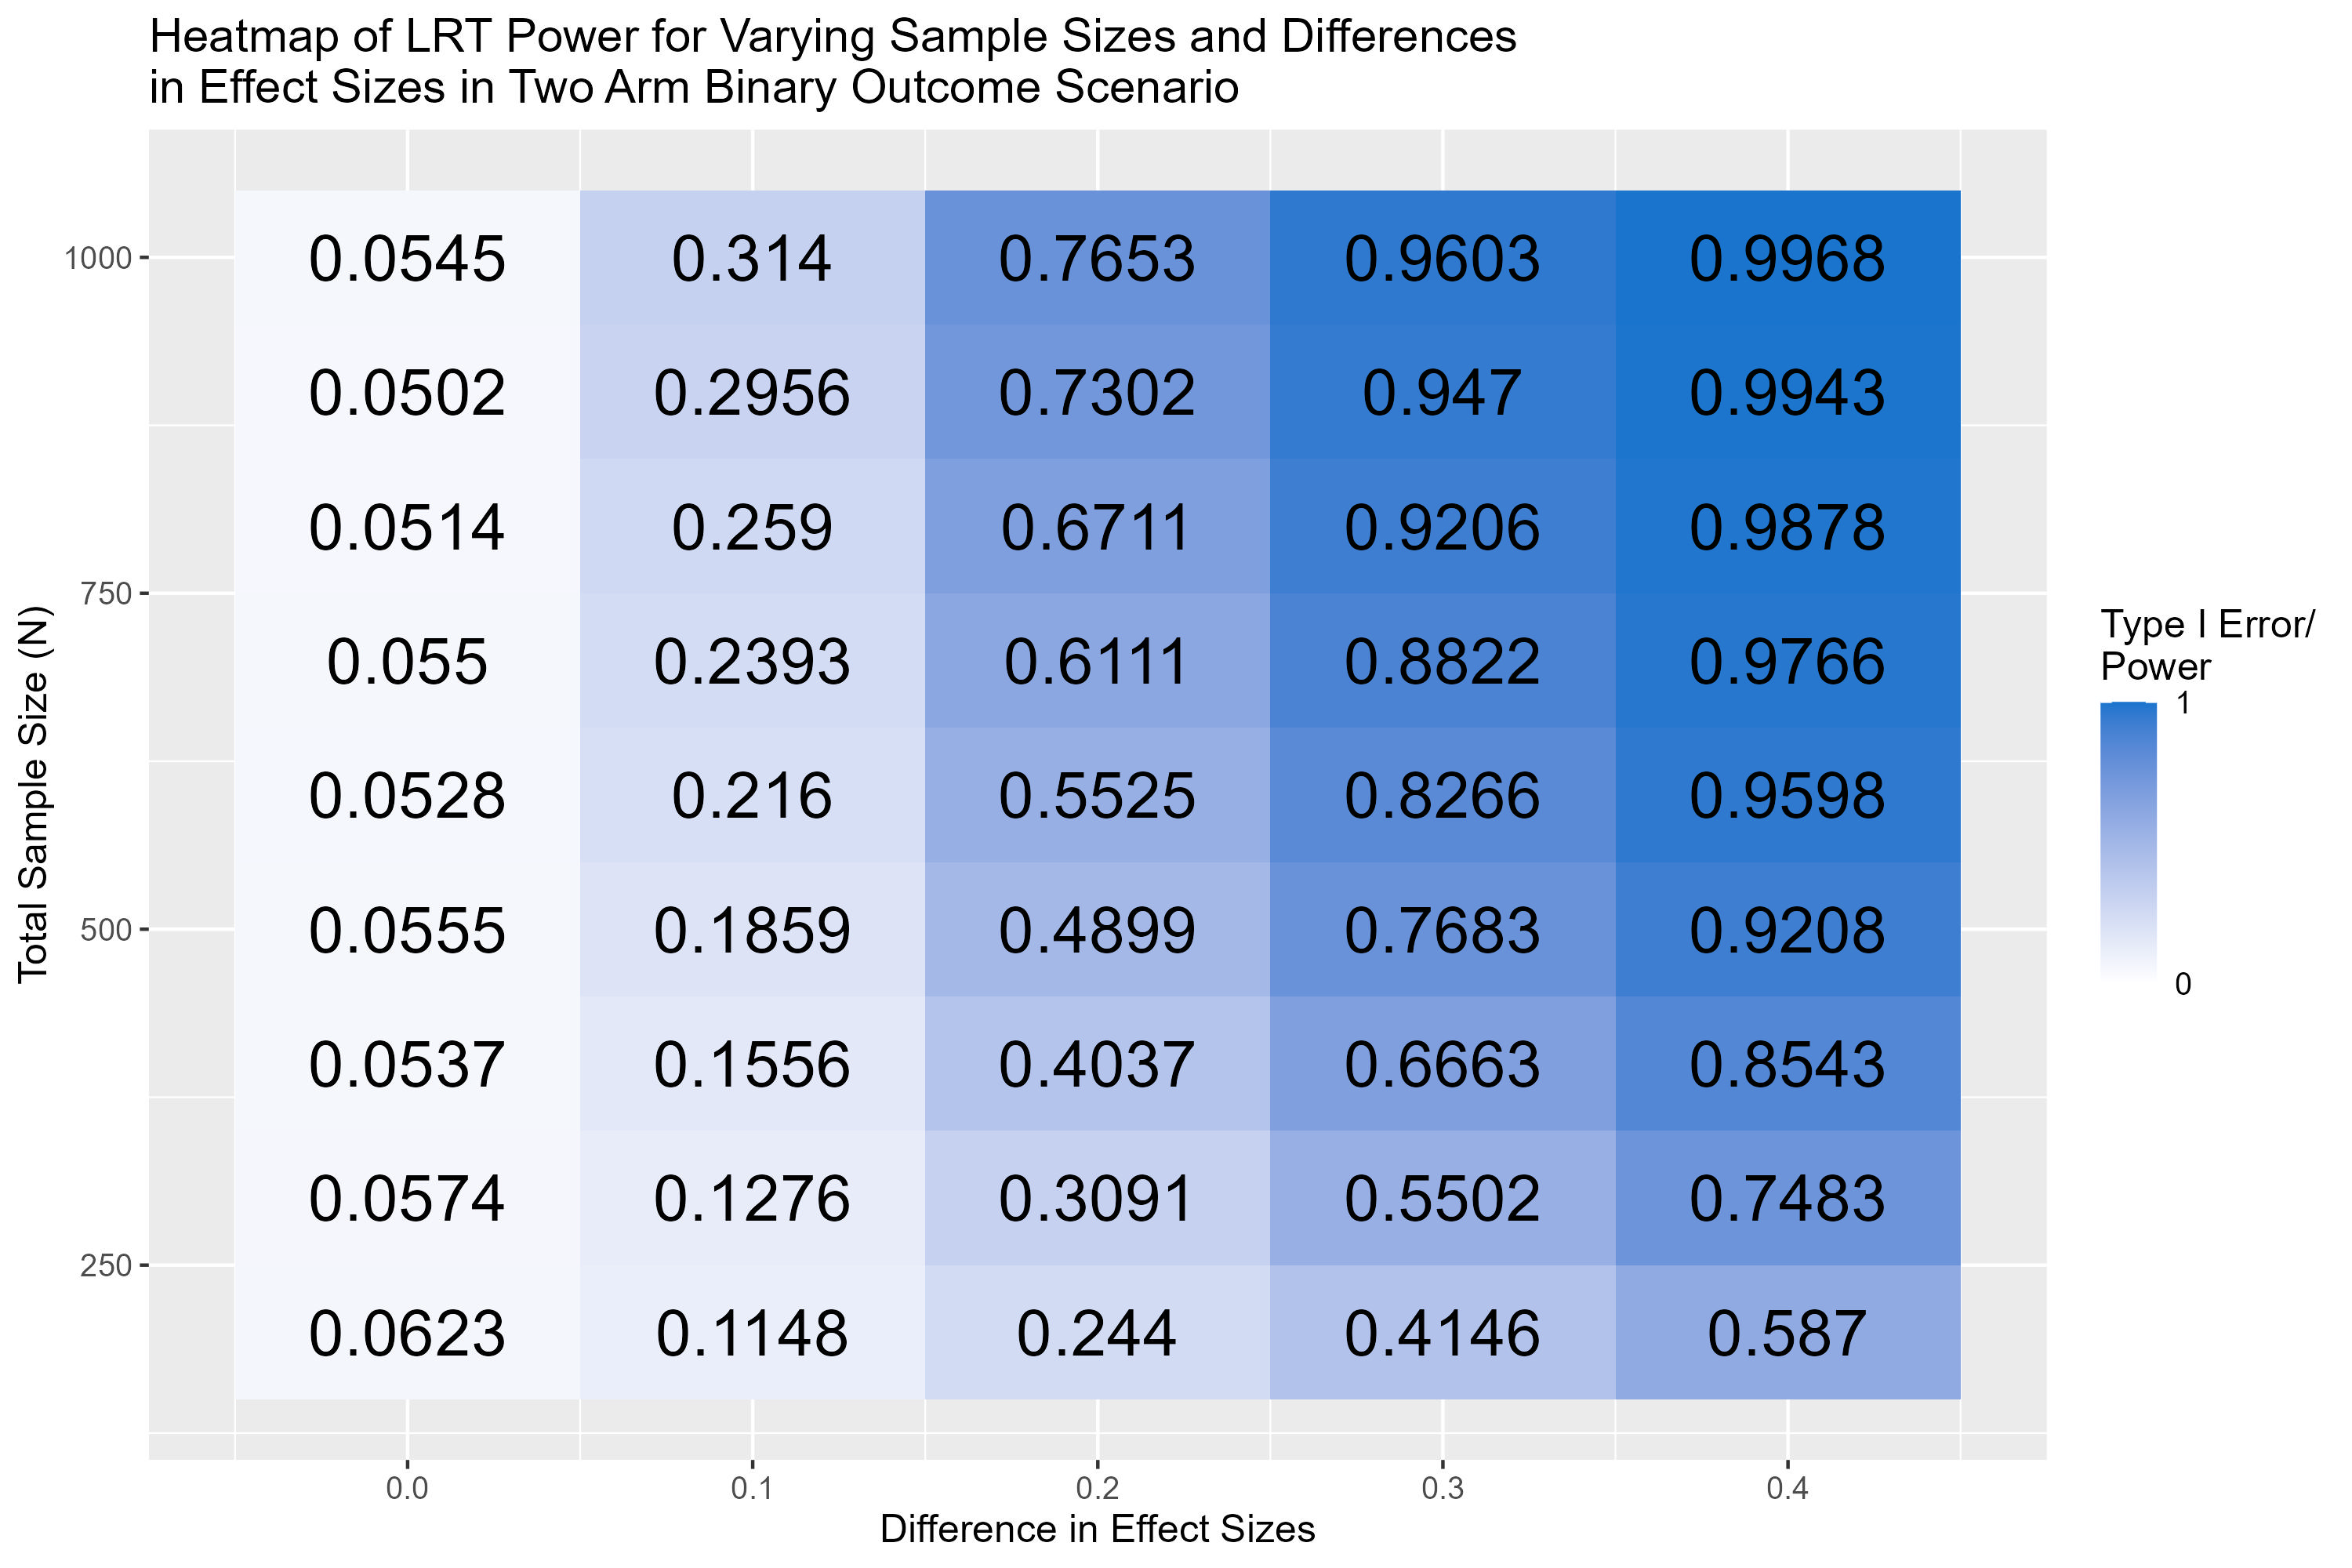 Heatmap of LRT Power for Varying Sample Sizes and Differences
in Effect Sizes in Two Arm Binary Outcome Scenario
Total Sample Size (N)
1000
750
500
250
0.0545 0.314 0.7653 0.9603 0.9968
0.0502 0.2956 0.7302 0.947 0.9943
0.0514 0.259 0.6711 0.9206 0.9878
0.055 0.2393 0.6111 0.8822 0.9766
0.0528 0.216 0.5525 0.8266 0.9598
0.0555 0.1859 0.4899 0.7683 0.9208
0.0537 0.1556 0.4037 0.6663 0.8543
0.0574 0.1276 0.3091 0.5502 0.7483
0.0623 0.1148 0.244 0.4146 0.587
0.0 0.1 0.2 0.3 0.4
Difference in Effect Sizes
Type I Error/
Power
1
0